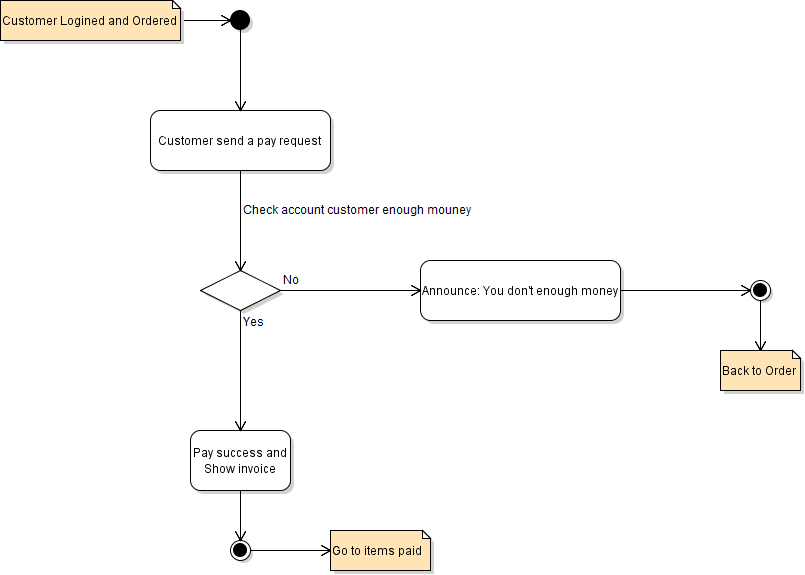 Customer Logined and Ordered
Customer send a pay request
Check account customer enough mouney
No
Announce: You don't enough money
Yes
Back to Order
Pay success and
Show invoice
Go to items paid